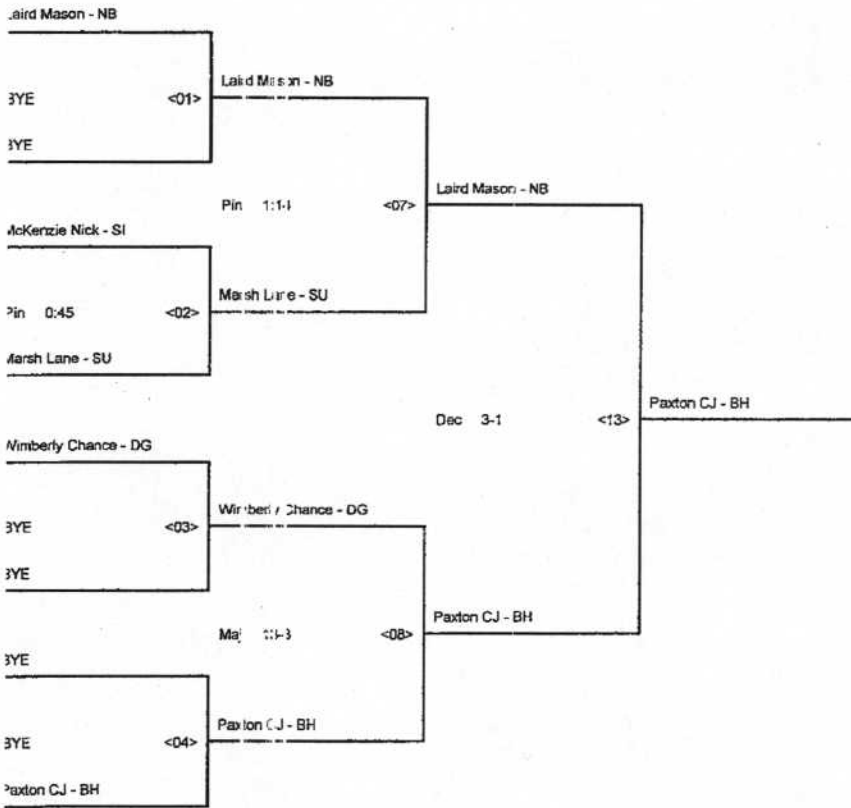 Laird Mason - NB
BYE <01> Laird Mason - NB
BYE
Pin <07> Laird Mason - NB
McKenzie Nick - SI
Pin 0:45 <02> Marsh Lane - SU
Marsh Lane - SU
Dec 3-1 <13> Paxton CJ - BH
Wimberly Chance - DG
BYE <03> Wimberly Chance - DG
BYE
Maj <08> Paxton CJ - BH
BYE
BYE <04> Paxton CJ - BH
Paxton CJ - BH